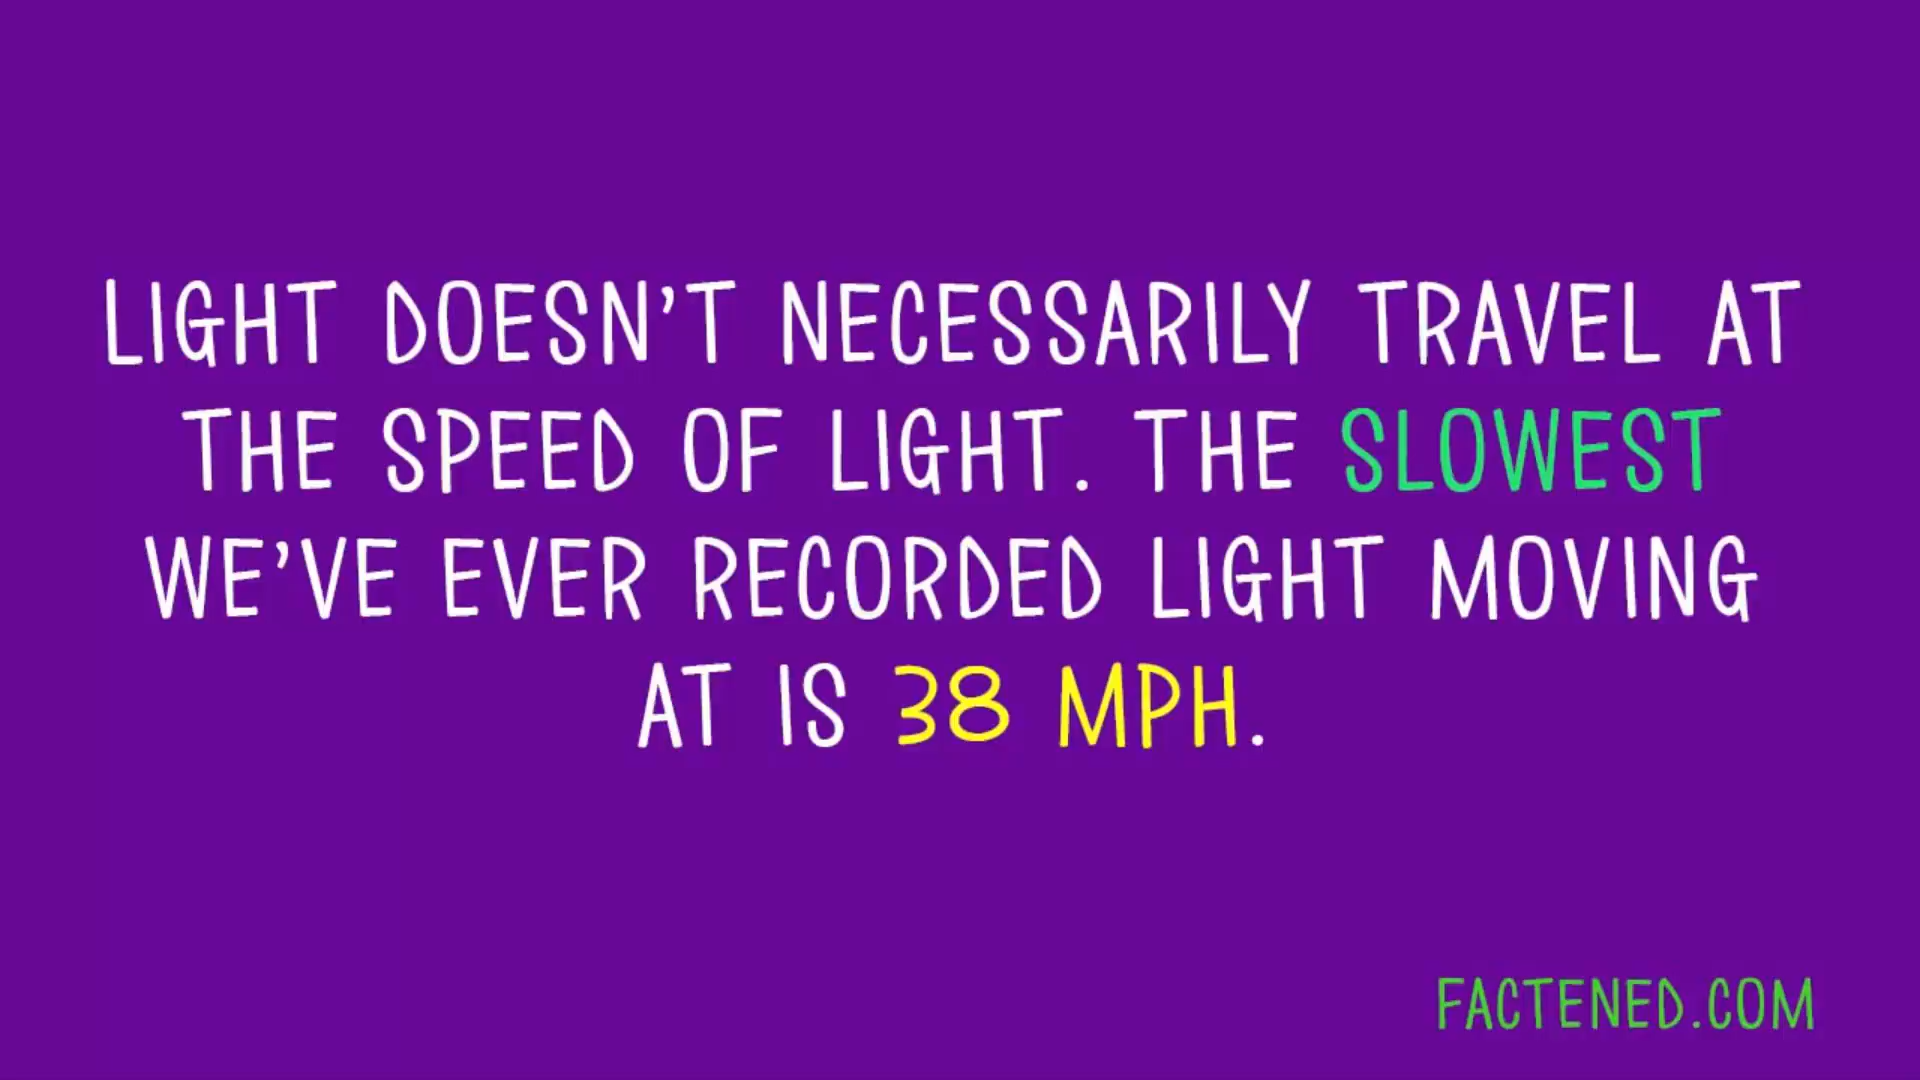 LIGHT DOESN'T NECESSARILY TRAVEL AT
THE SPEED OF LIGHT. THE SLOWEST
WE'VE EVER RECORDED LIGHT MOVING
AT IS 38 MPH.
FACTENED.COM